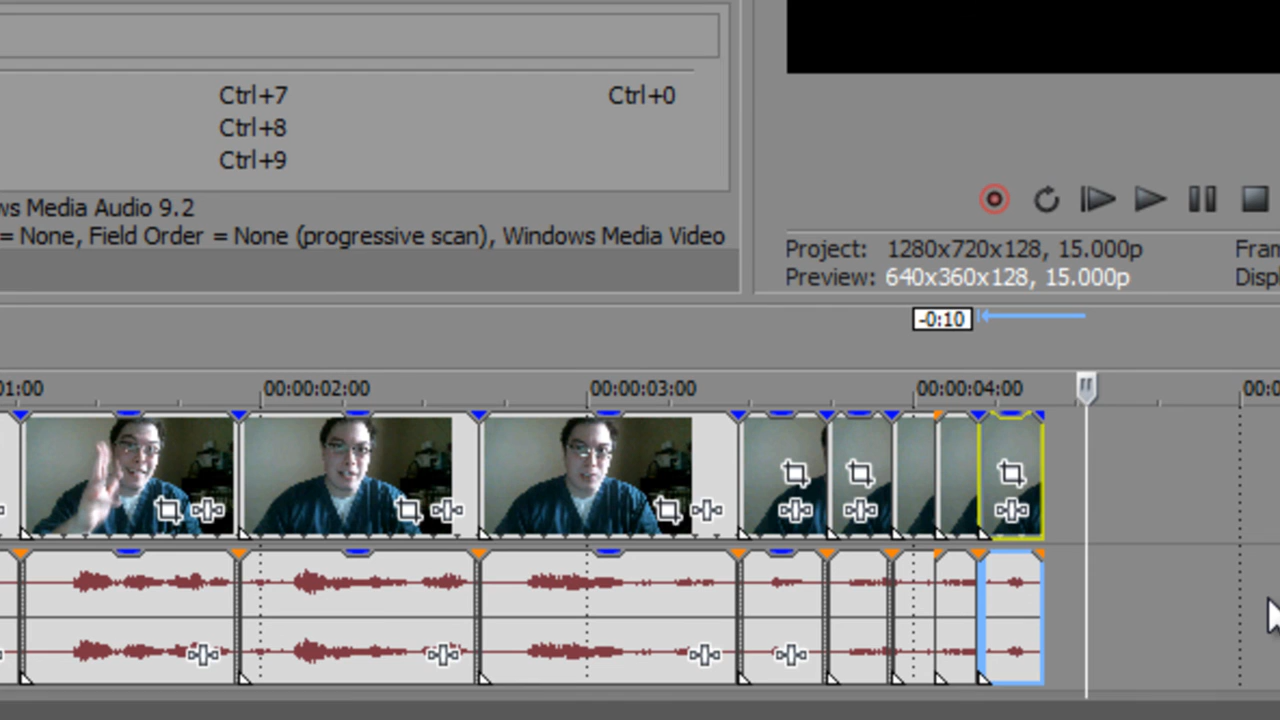 Ctrl+7 Ctrl+0
Ctrl+8
Ctrl+9
ws Media Audio 9.2
= None, Field Order = None (progressive scan), Windows Media Video
Project: 1280x720x128, 15.000p Fram
Preview: 640x360x128, 15.000p Displ
-0:10
01:00 00:00:02:00 00:00:03:00 00:00:04:00 00:0